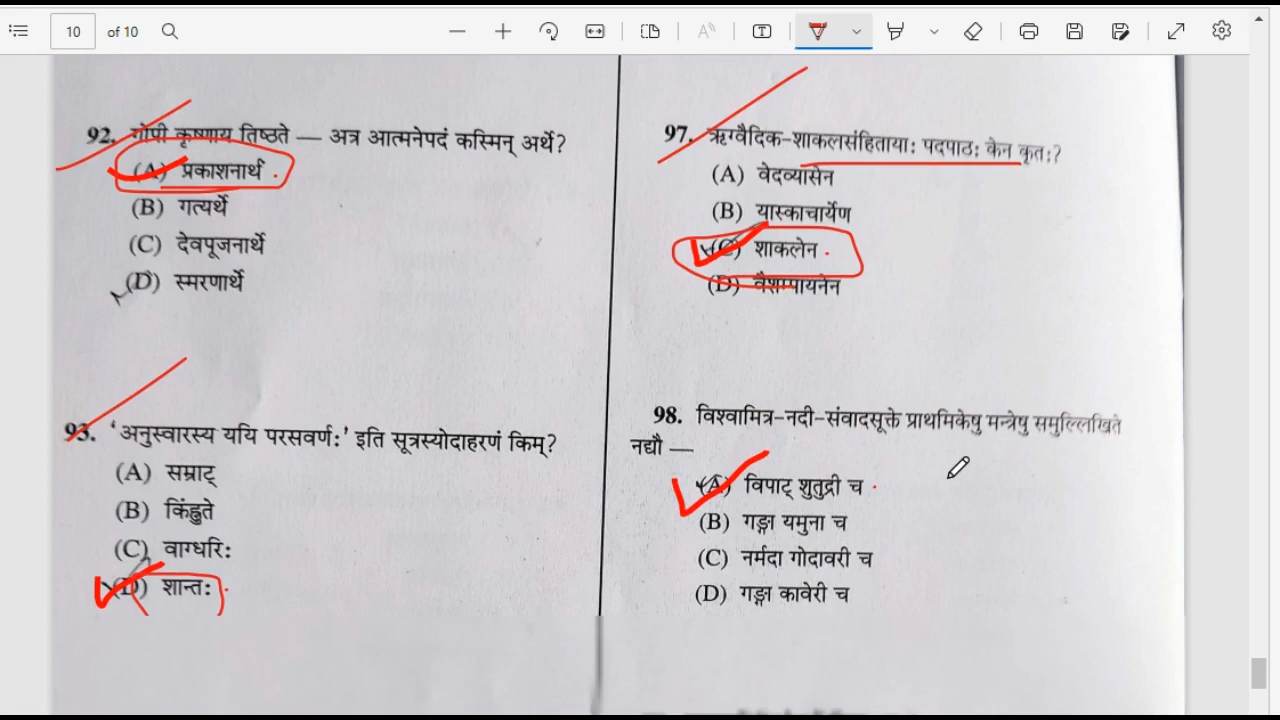 10 of 10
92. गोपी कृष्णाय तिष्ठते — अत्र आत्मनेपदं कस्मिन् अर्थे?
(A) प्रकाशनार्थे
(B) गत्यर्थे
(C) देवपूजनार्थे
(D) स्मरणार्थे
93. 'अनुस्वारस्य ययि परसवर्णः' इति सूत्रस्योदाहरणं किम्?
(A) सम्राट्
(B) किंह्नुते
(C) वाग्घरिः
(D) शान्तः
97. ऋग्वैदिक-शाकलसंहितायाः पदपाठः केन कृतः?
(A) वेदव्यासेन
(B) यास्काचार्येण
(C) शाकलेन
(D) वैशम्पायनेन
98. विश्वामित्र-नदी-संवादसूक्ते प्राथमिकेषु मन्त्रेषु समुल्लिखिते
नद्यौ —
(A) विपाट् शुतुद्री च
(B) गङ्गा यमुना च
(C) नर्मदा गोदावरी च
(D) गङ्गा कावेरी च